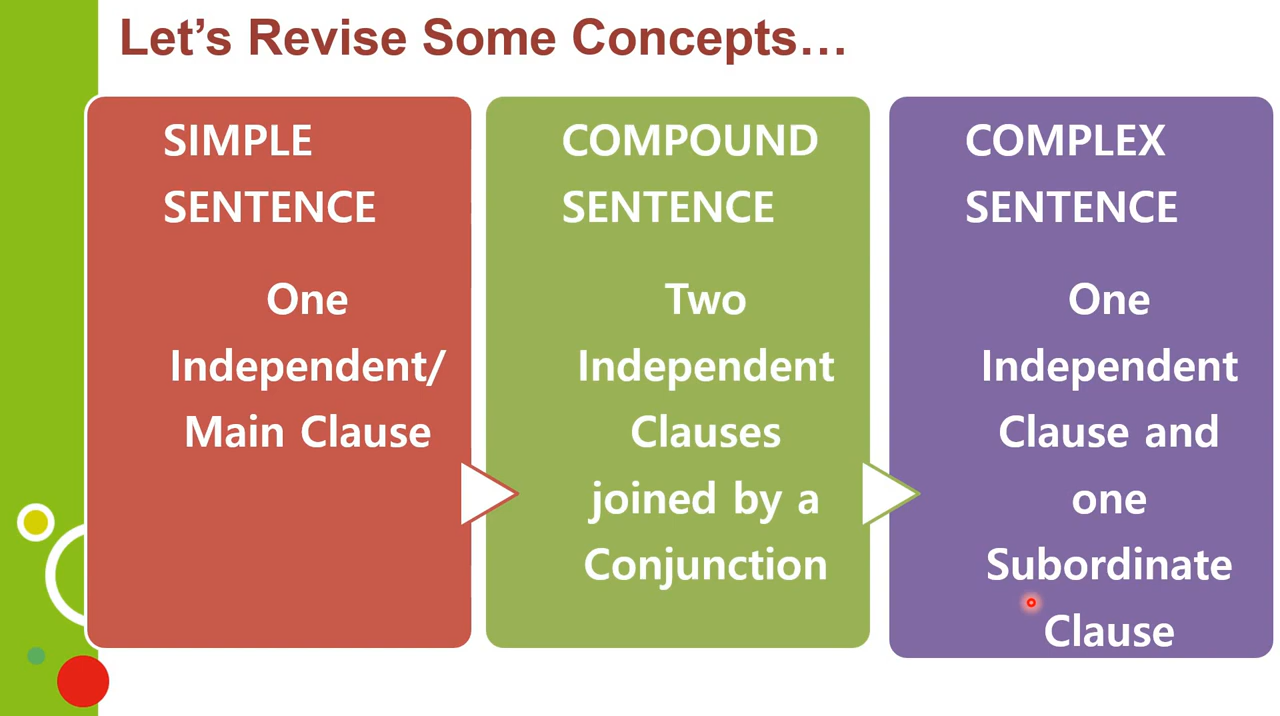 Let’s Revise Some Concepts…
SIMPLE
SENTENCE
One
Independent/
Main Clause
COMPOUND
SENTENCE
Two
Independent
Clauses
joined by a
Conjunction
COMPLEX
SENTENCE
One
Independent
Clause and
one
Subordinate
Clause